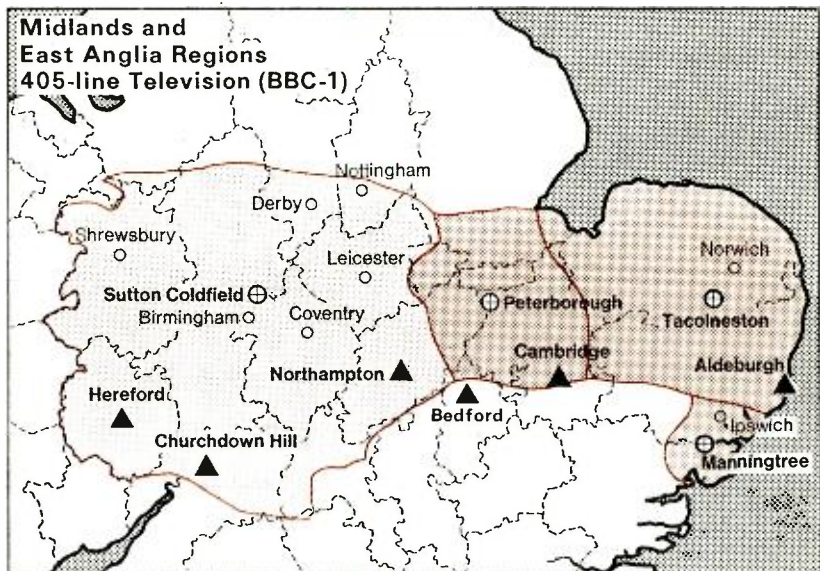 Midlands and
East Anglia Regions
405-line Television (BBC-1)
Nottingham
Derby
Shrewsbury
Leicester
Norwich
Sutton Coldfield
Peterborough
Birmingham
Coventry
Tacolneston
Cambridge
Northampton
Aldeburgh
Hereford
Bedford
Ipswich
Churchdown Hill
Manningtree